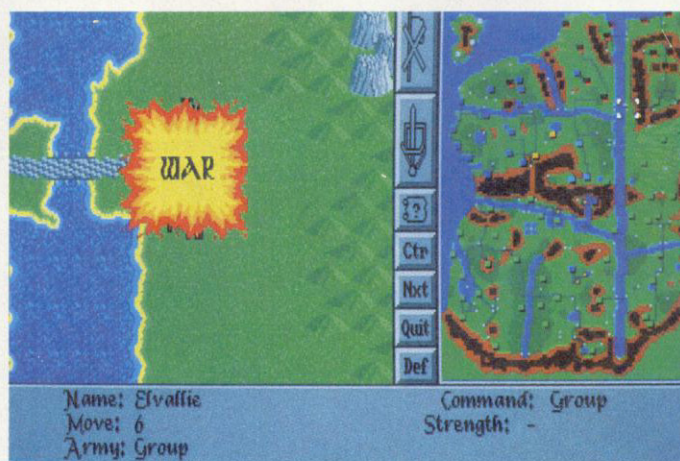 WAR
?
Ctr
Nxt
Quit
Def
Name: Elvallie
Command: Group
Move: 6
Strength: -
Army: Group